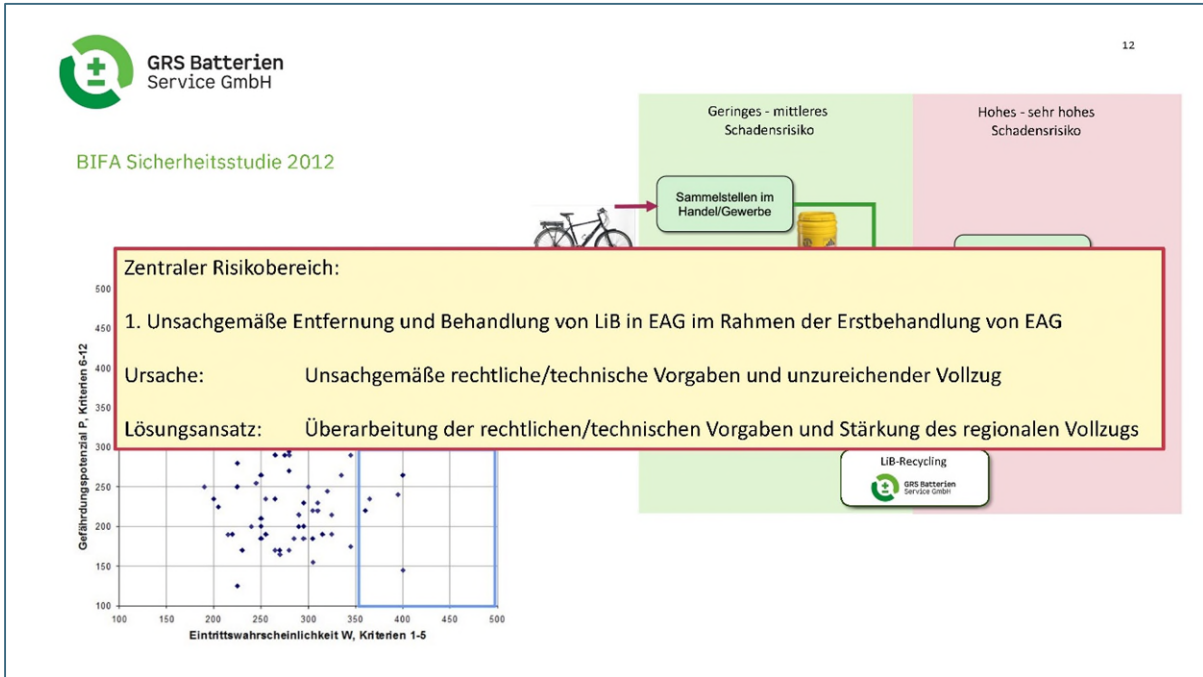 12
GRS Batterien
Service GmbH
BIFA Sicherheitsstudie 2012
Geringes - mittleres
Schadensrisiko
Hohes - sehr hohes
Schadensrisiko
Sammelstellen im
Handel/Gewerbe
Zentraler Risikobereich:
1. Unsachgemäße Entfernung und Behandlung von LiB in EAG im Rahmen der Erstbehandlung von EAG
Ursache: Unsachgemäße rechtliche/technische Vorgaben und unzureichender Vollzug
Lösungsansatz: Überarbeitung der rechtlichen/technischen Vorgaben und Stärkung des regionalen Vollzugs
LiB-Recycling
GRS Batterien
Service GmbH
Gefährdungspotenzial P, Kriterien 6-12
500
450
400
350
300
250
200
150
100
100 150 200 250 300 350 400 450 500
Eintrittswahrscheinlichkeit W, Kriterien 1-5